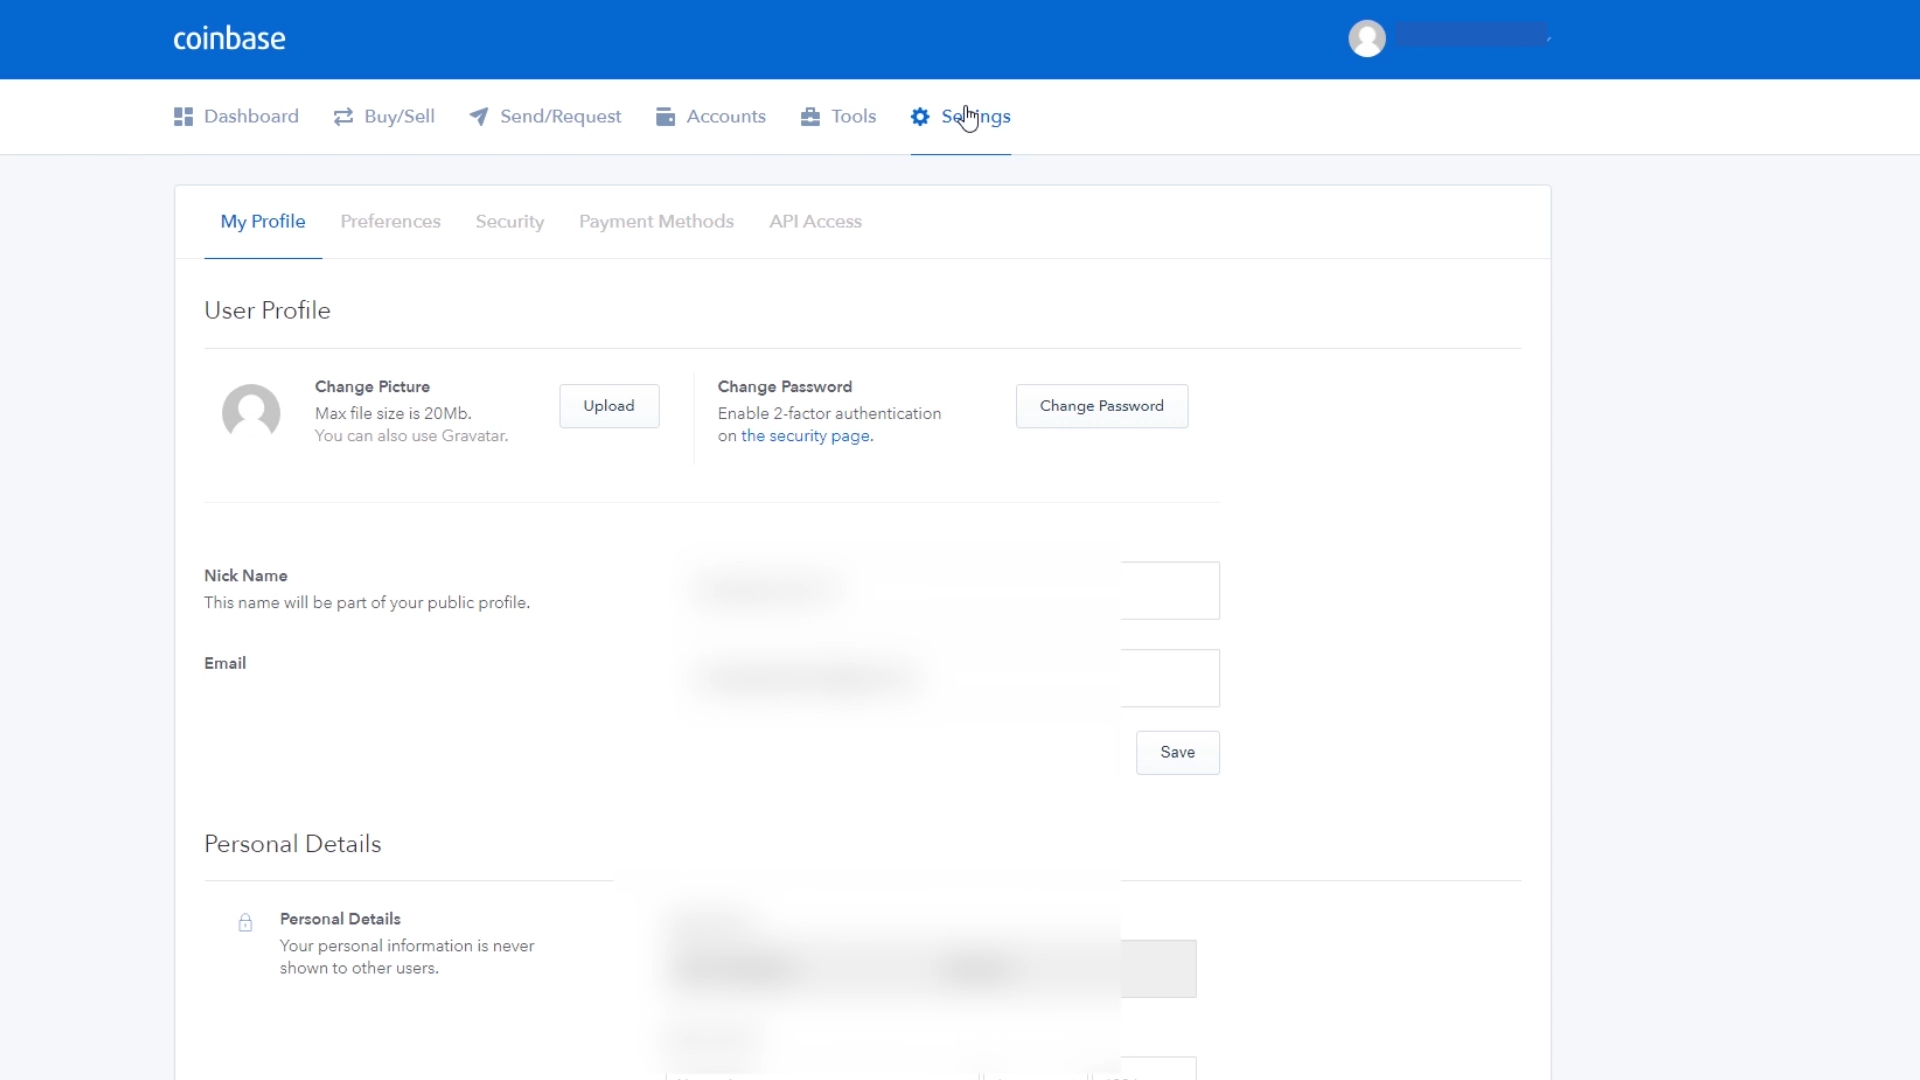 coinbase
Dashboard Buy/Sell Send/Request Accounts Tools Settings
My Profile Preferences Security Payment Methods API Access
User Profile
Change Picture
Max file size is 20Mb.
You can also use Gravatar.
Upload
Change Password
Enable 2-factor authentication
on the security page.
Change Password
Nick Name
This name will be part of your public profile.
Email
Save
Personal Details
Personal Details
Your personal information is never
shown to other users.